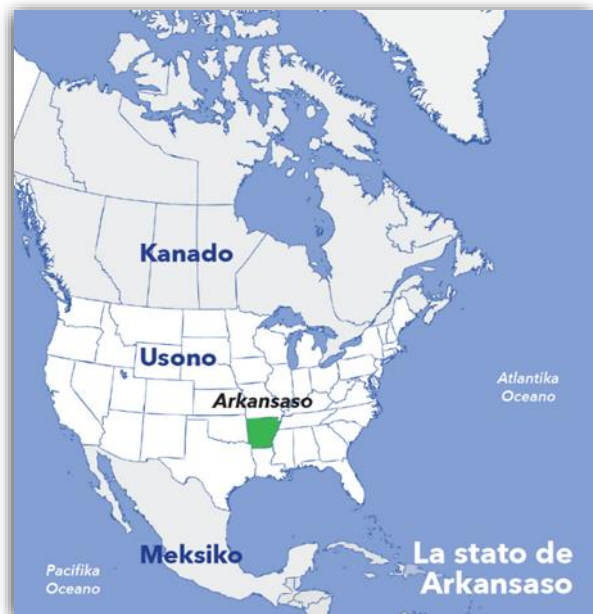 Kanado
Usono
Arkansaso
Atlantika
Oceano
Meksiko
Pacifika
Oceano
La stato de
Arkansaso